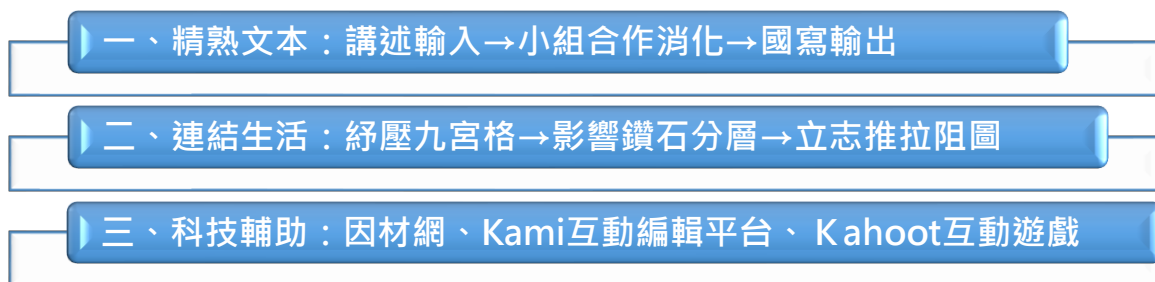 一、精熟文本：講述輸入→小組合作消化→國寫輸出
二、連結生活：紓壓九宮格→影響鑽石分層→立志推拉阻圖
三、科技輔助：因材網、Kami互動編輯平台、Kahoot互動遊戲